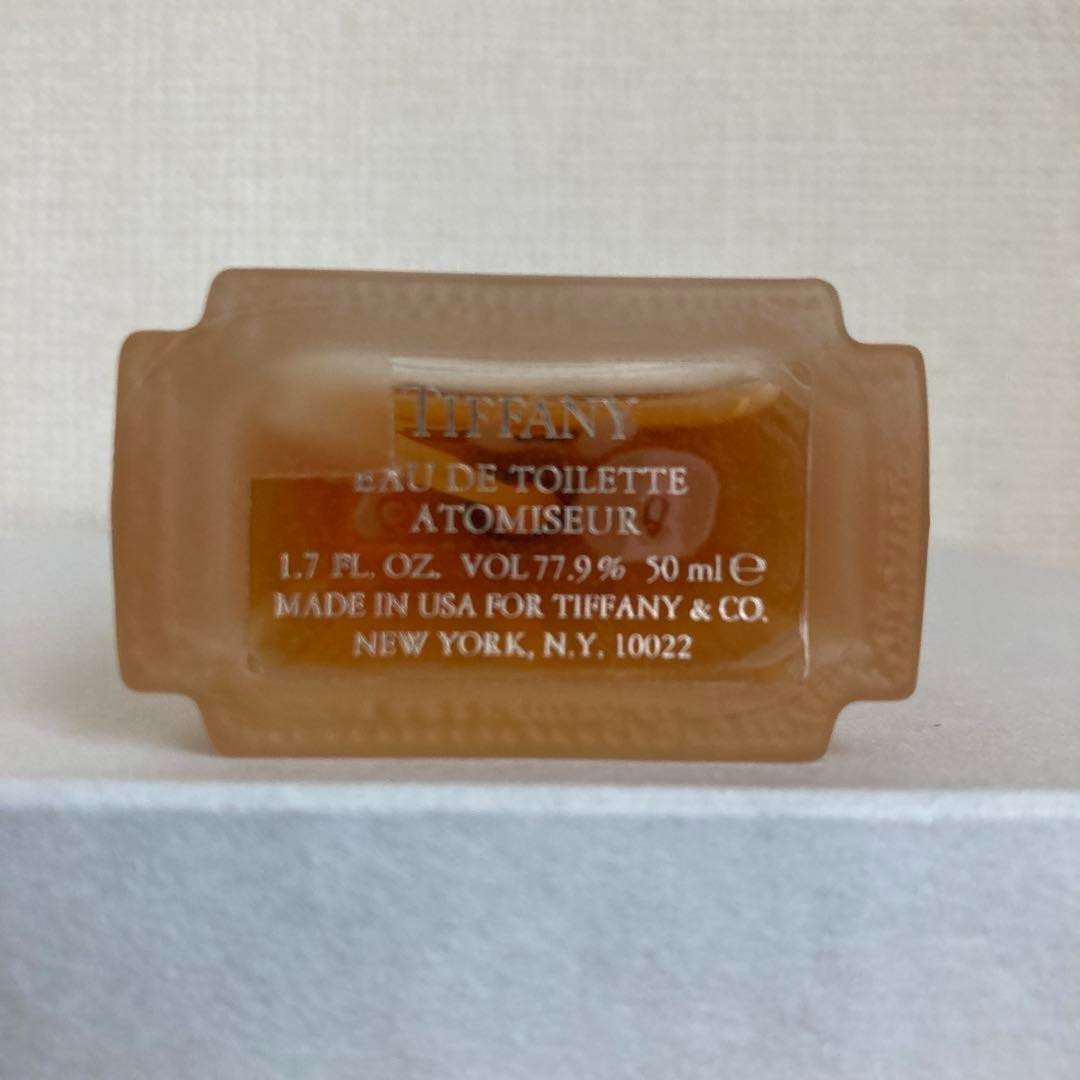 TIFFANY
EAU DE TOILETTE
ATOMISEUR
1.7 FL. OZ. VOL 77.9% 50 ml ℮
MADE IN USA FOR TIFFANY & CO.
NEW YORK, N.Y. 10022